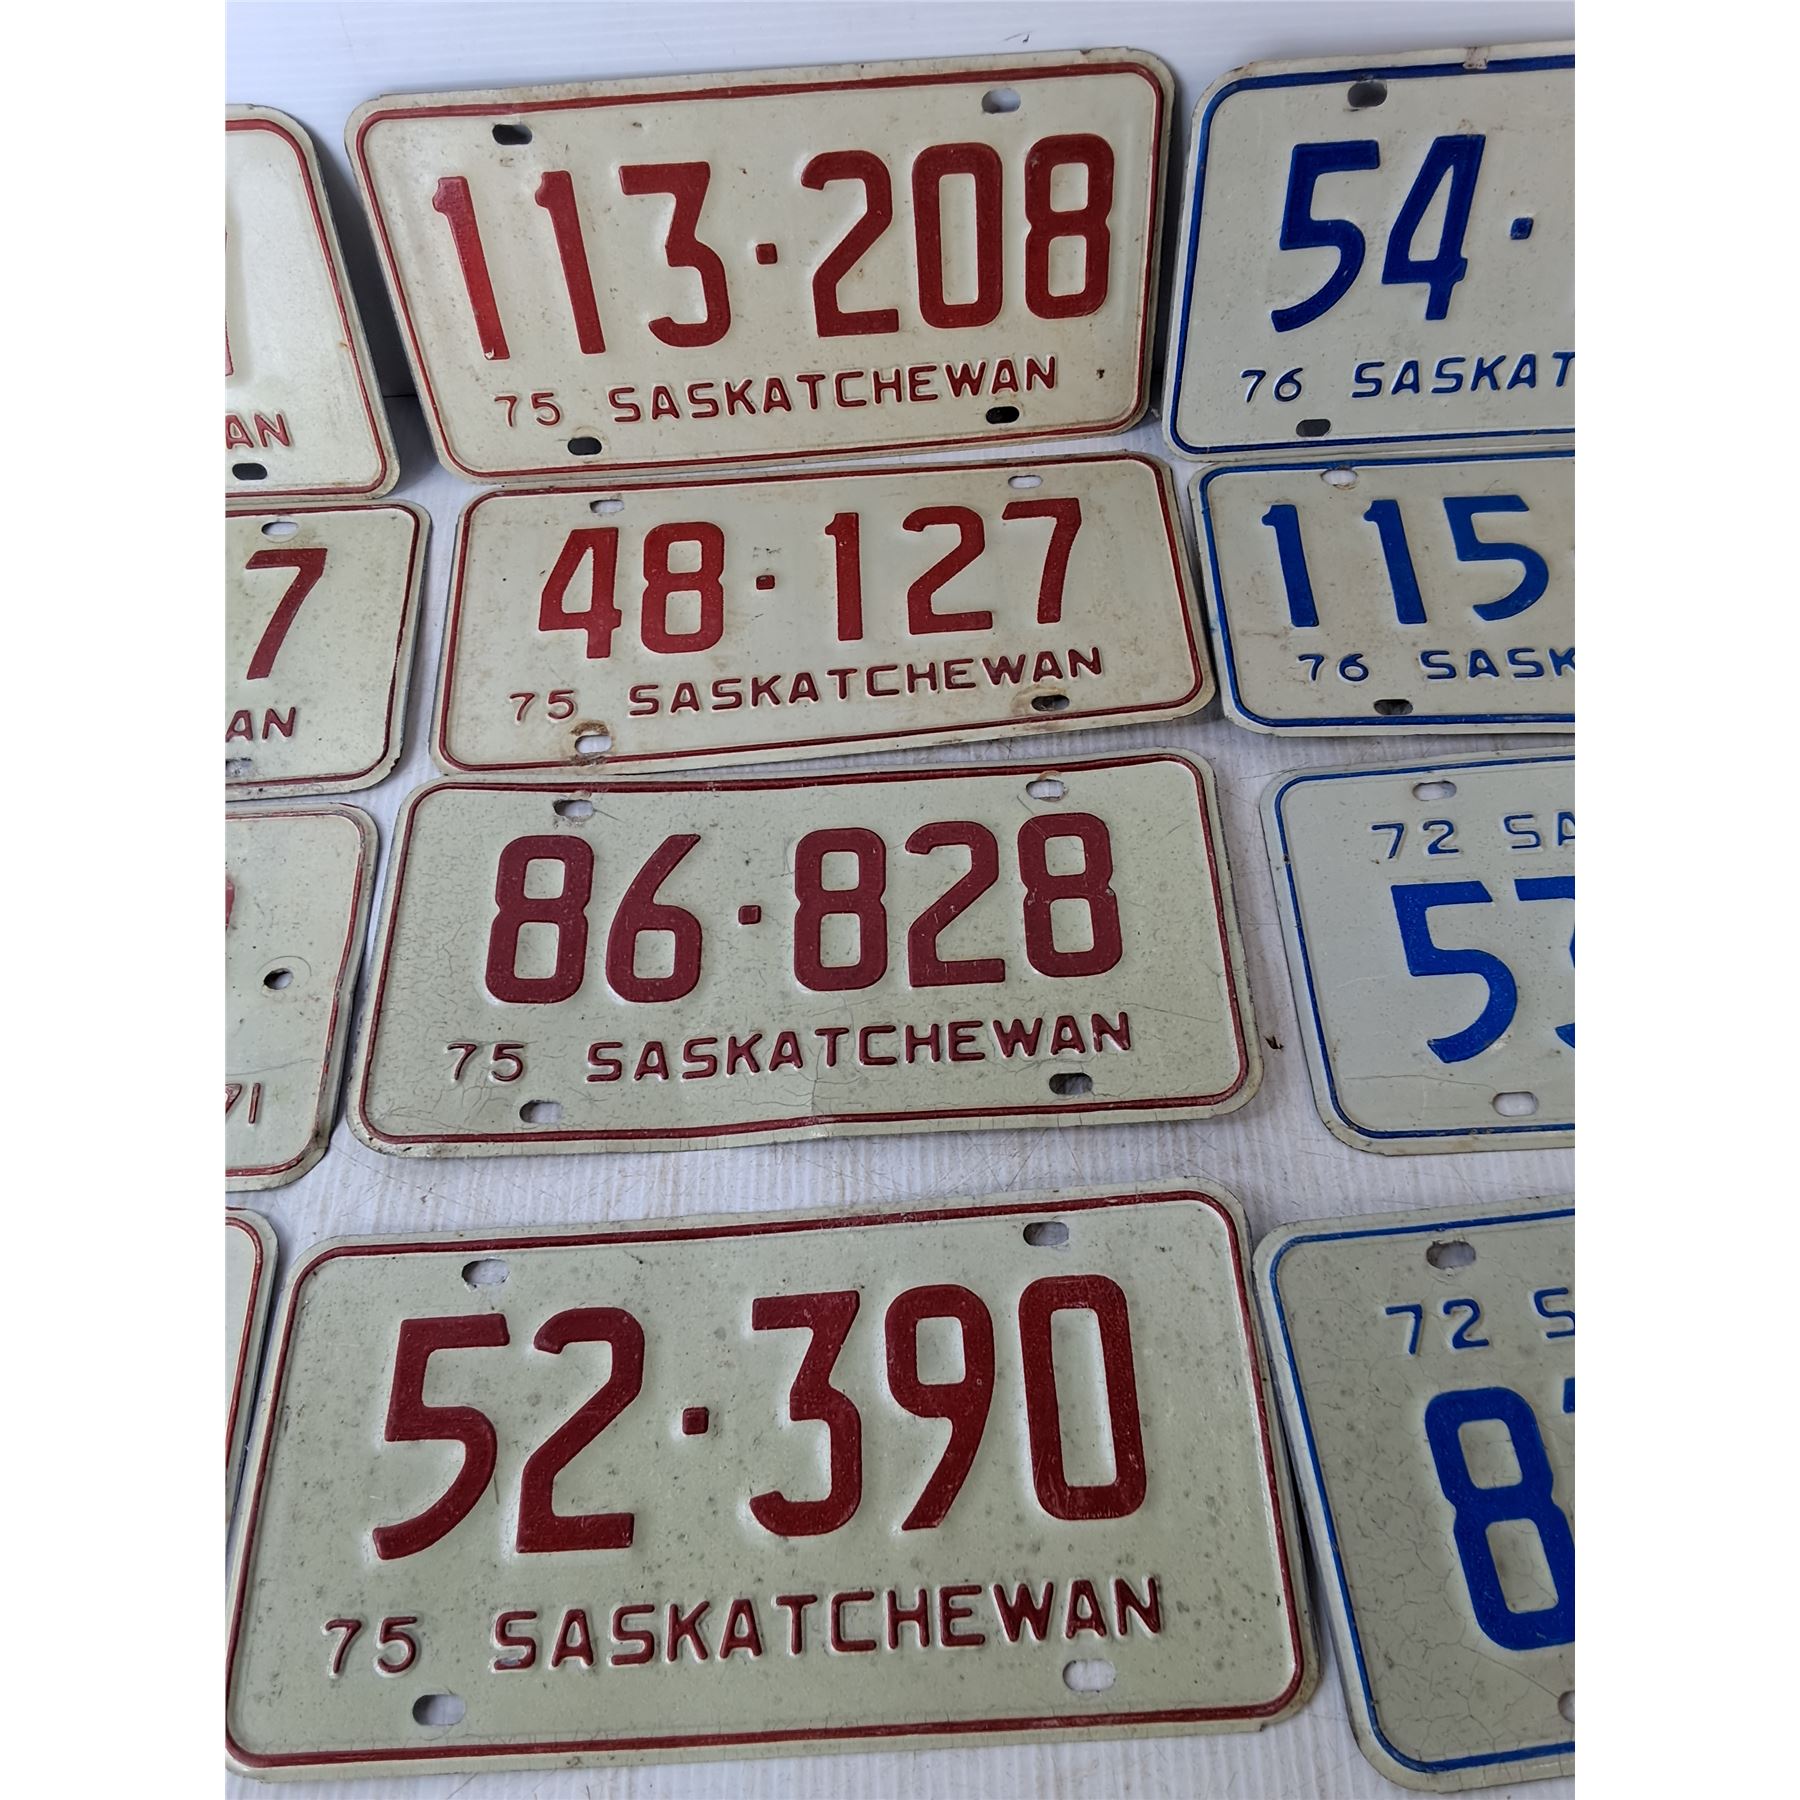 113·208
75 SASKATCHEWAN
54·
76 SASKAT
AN
7
AN
48·127
75 SASKATCHEWAN
115
76 SASK
71
86·828
75 SASKATCHEWAN
72 SA
52·390
75 SASKATCHEWAN
72 S
8